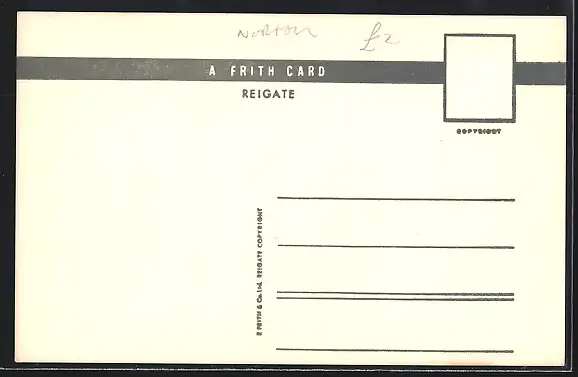 NORTON £2
A FRITH CARD
REIGATE
COPYRIGHT
F. FRITH & Co. Ltd. REIGATE COPYRIGHT